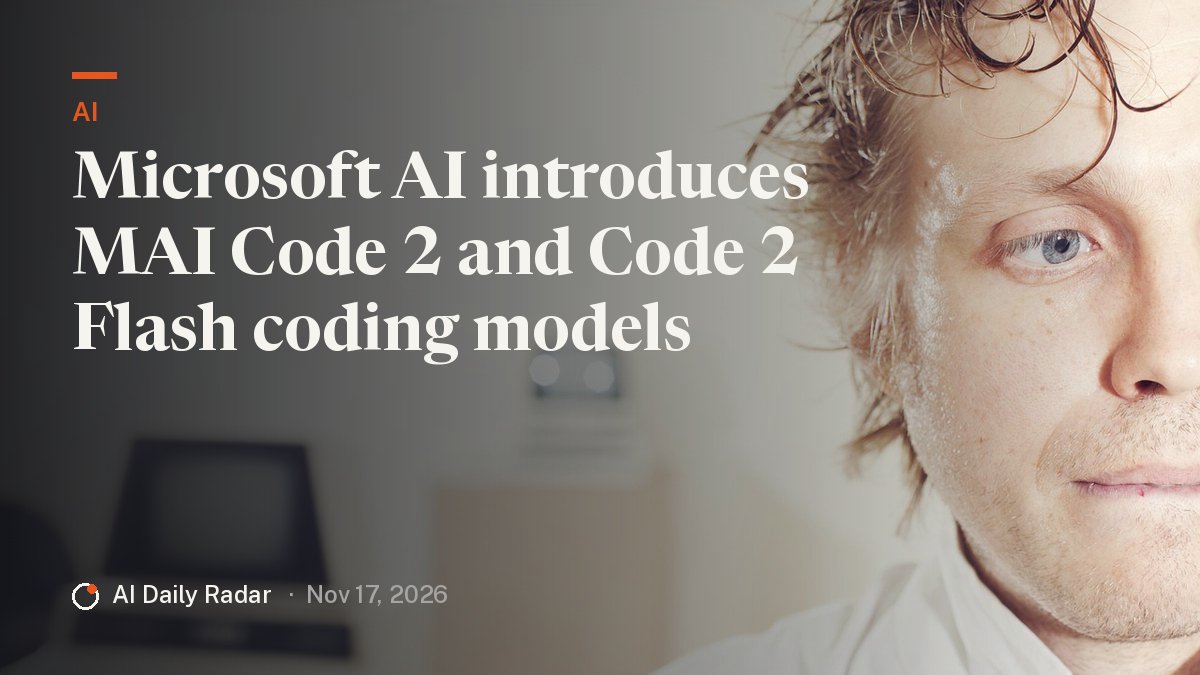 AI
Microsoft AI introduces
MAI Code 2 and Code 2
Flash coding models
AI Daily Radar · Nov 17, 2026